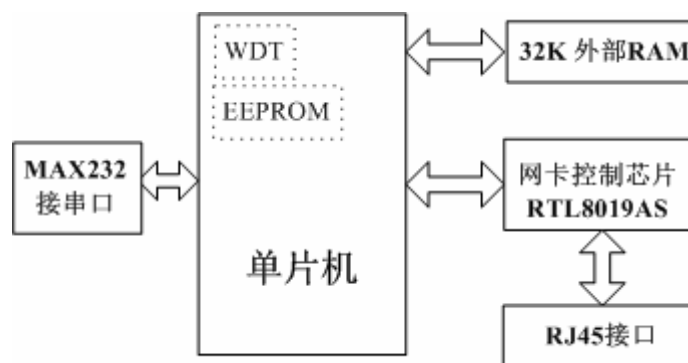 WDT
EEPROM
单片机
MAX232
接串口
32K 外部RAM
网卡控制芯片
RTL8019AS
RJ45接口